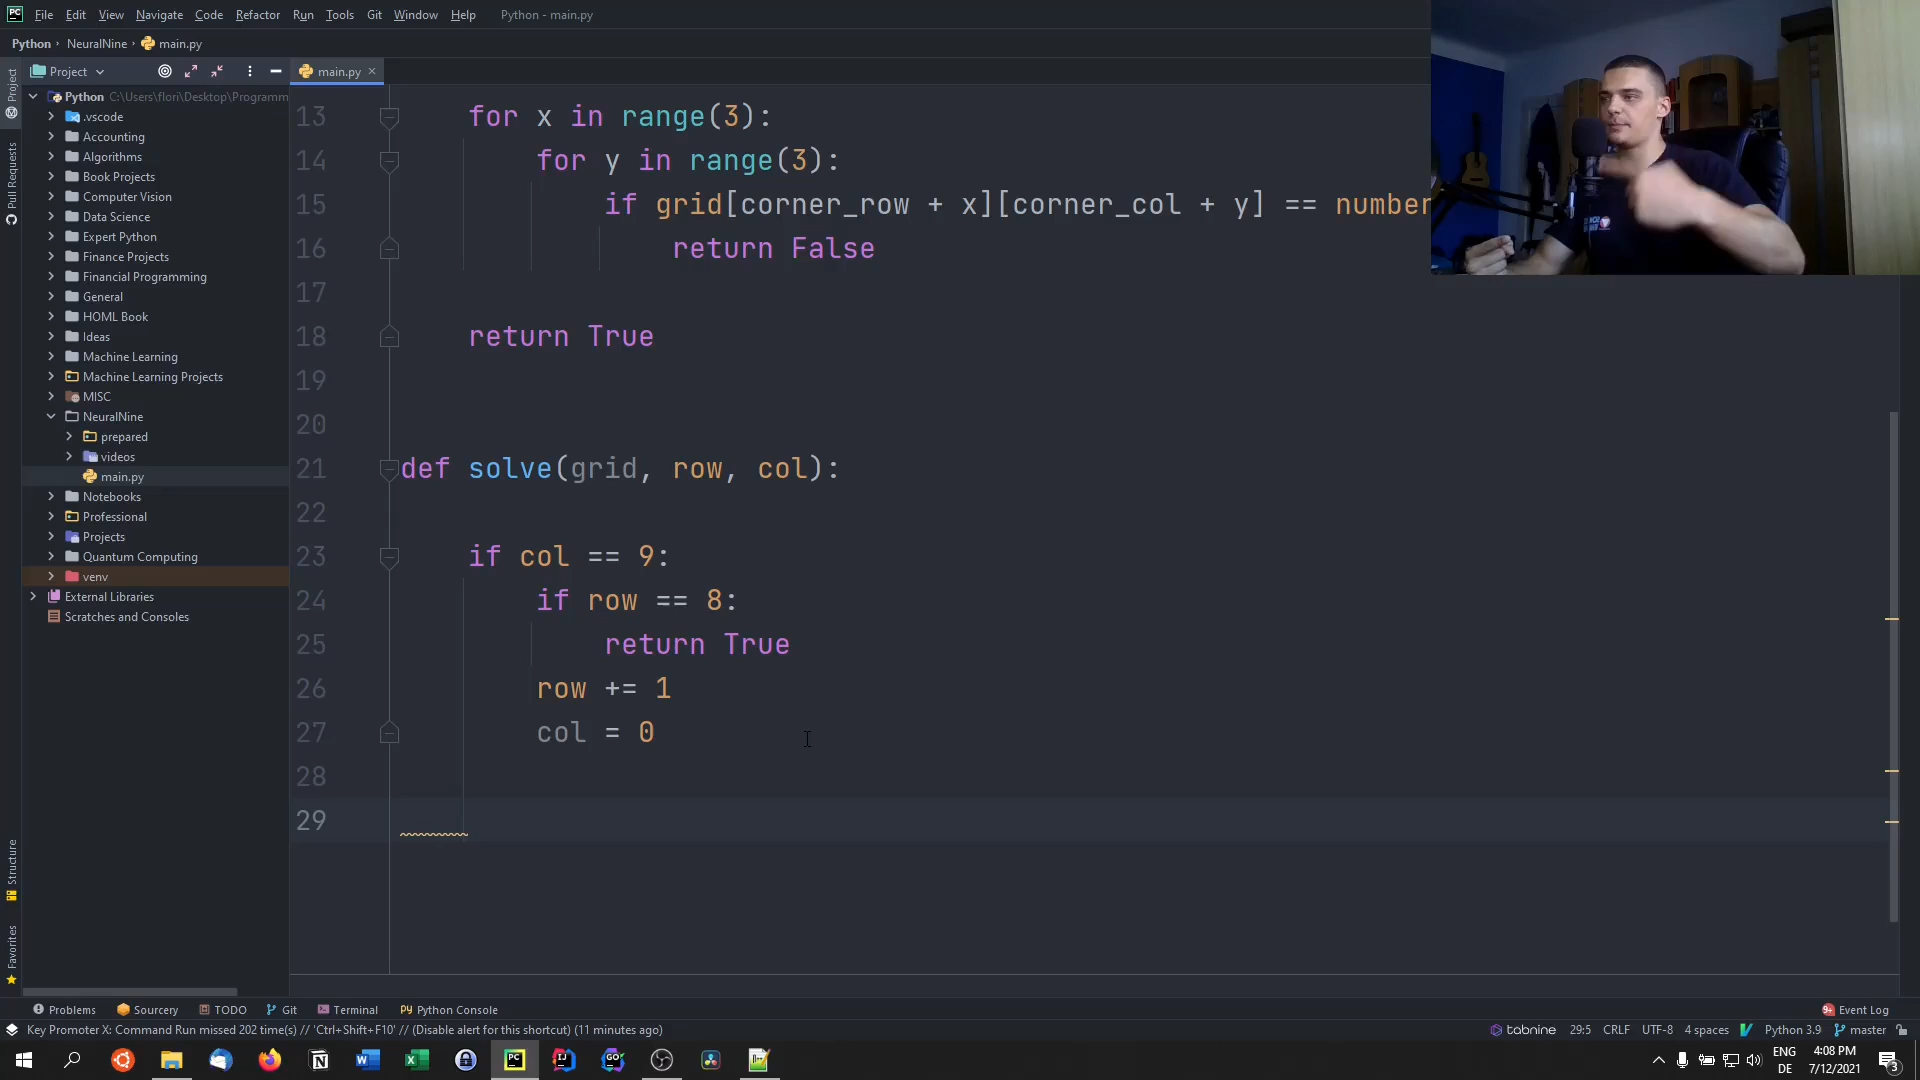 PC File Edit View Navigate Code Refactor Run Tools Git Window Help Python - main.py
Python NeuralNine main.py
Project main.py
Python C:\Users\flori\Desktop\Programm
.vscode
Accounting
Algorithms
Book Projects
Computer Vision
Data Science
Expert Python
Finance Projects
Financial Programming
General
HOML Book
Ideas
Machine Learning
Machine Learning Projects
MISC
NeuralNine
prepared
videos
main.py
Notebooks
Professional
Projects
Quantum Computing
venv
External Libraries
Scratches and Consoles
Project
Pull Requests
Structure
Favorites
13 for x in range(3):
14 for y in range(3):
15 if grid[corner_row + x][corner_col + y] == number
16 return False
17
18 return True
19
20
21 def solve(grid, row, col):
22
23 if col == 9:
24 if row == 8:
25 return True
26 row += 1
27 col = 0
28
29
Problems Sourcery TODO Git Terminal Python Console Event Log
Key Promoter X: Command Run missed 202 time(s) // 'Ctrl+Shift+F10' // (Disable alert for this shortcut) (11 minutes ago) tabnine 29:5 CRLF UTF-8 4 spaces Python 3.9 master
ENG 4:08 PM
DE 7/12/2021 3